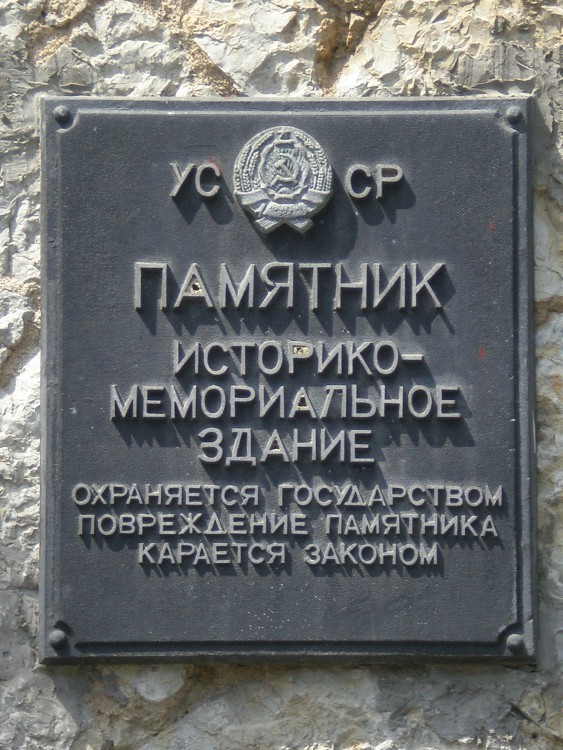 УС СР
ПАМЯТНИК
ИСТОРИКО-
МЕМОРИАЛЬНОЕ
ЗДАНИЕ
ОХРАНЯЕТСЯ ГОСУДАРСТВОМ
ПОВРЕЖДЕНИЕ ПАМЯТНИКА
КАРАЕТСЯ ЗАКОНОМ